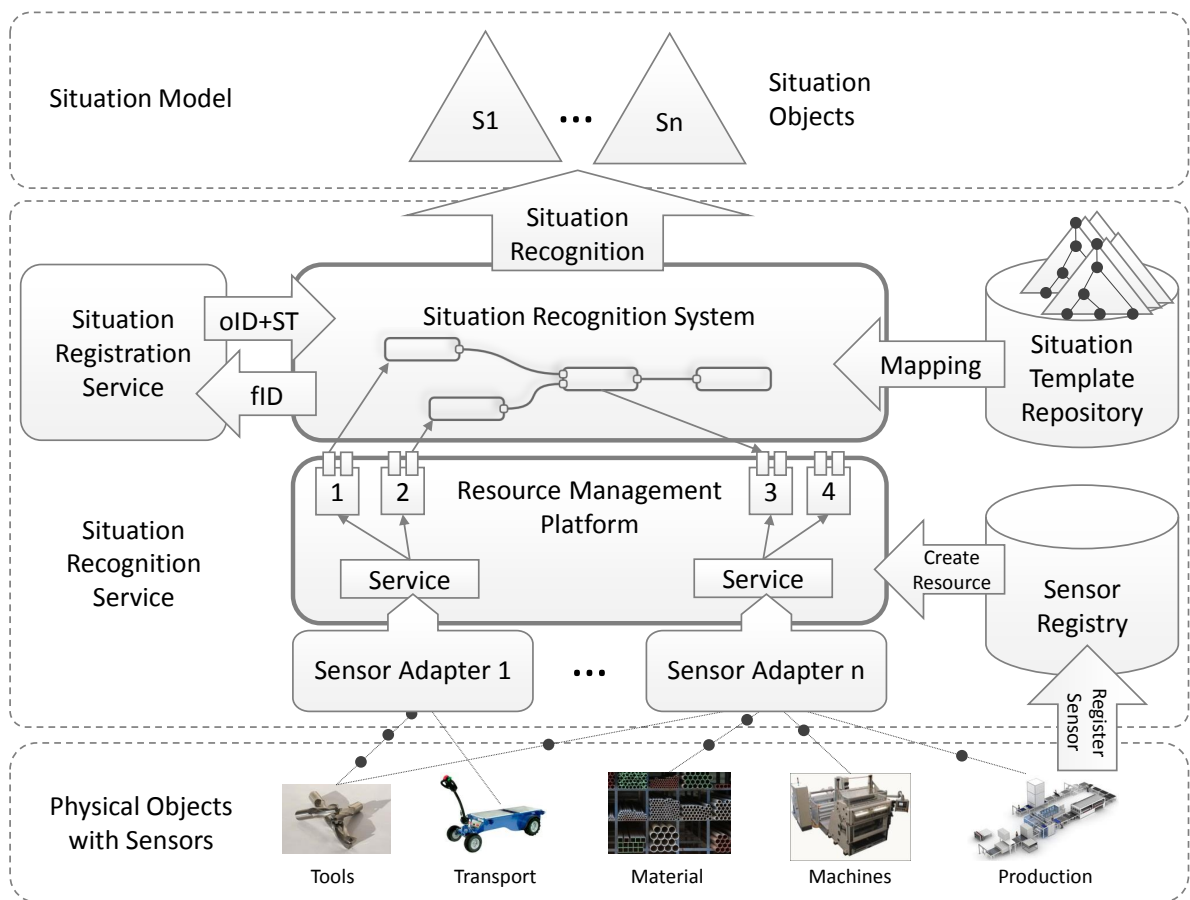 Situation Model
S1
...
Sn
Situation
Objects
Situation
Recognition
Situation
Registration
Service
oID+ST
fID
Situation Recognition System
Mapping
Situation
Template
Repository
1
2
Resource Management
Platform
3
4
Situation
Recognition
Service
Service
Service
Create
Resource
Sensor
Registry
Sensor Adapter 1
...
Sensor Adapter n
Register
Sensor
Physical Objects
with Sensors
Tools
Transport
Material
Machines
Production